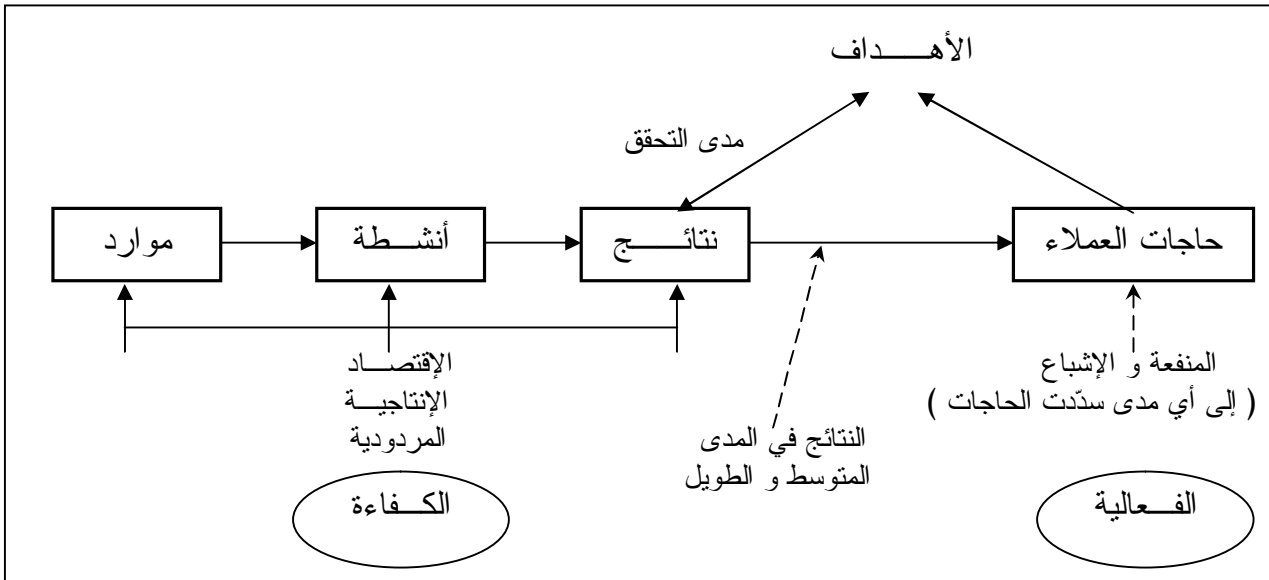 الأهـــــداف
مدى التحقق
موارد
أنشـــطة
نتائـــــج
حاجات العملاء
الإقتصـــاد
الإنتاجيـــة
المردودية
المنفعة و الإشباع
( إلى أي مدى سدّدت الحاجات )
النتائج في المدى
المتوسط و الطويل
الكــفاءة
الفــعالية